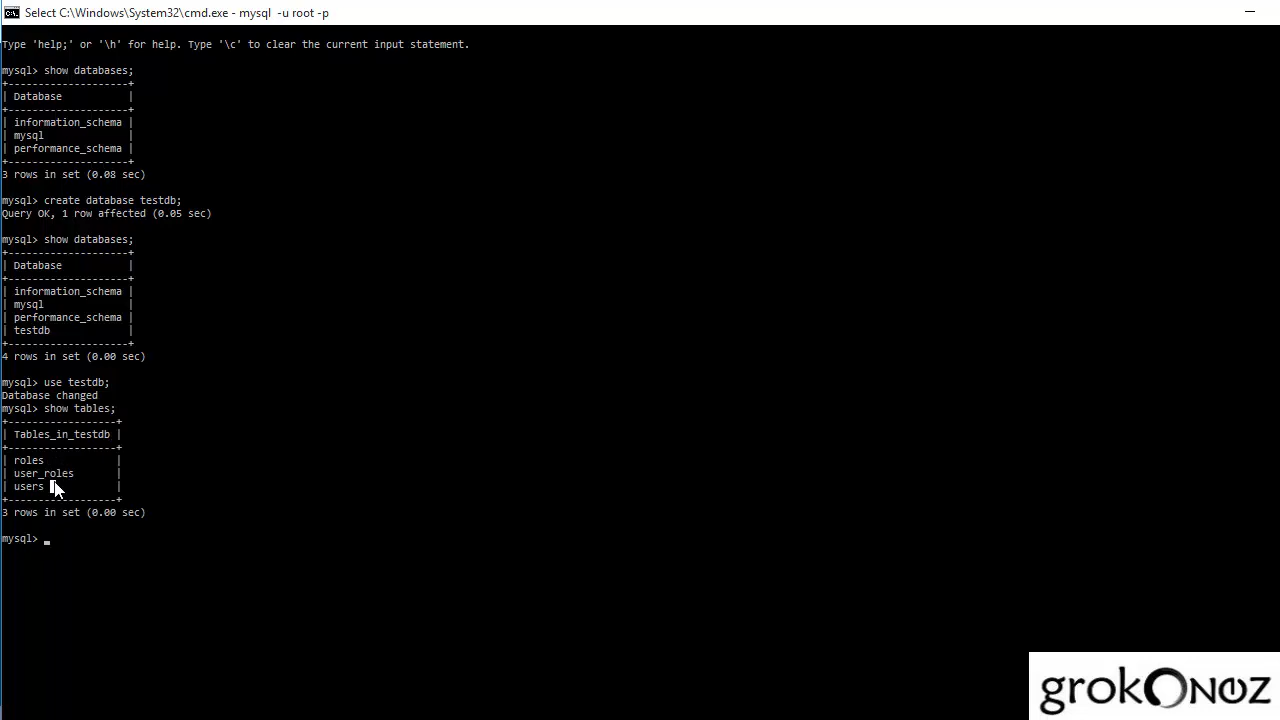 Select C:\Windows\System32\cmd.exe - mysql  -u root -p
Type 'help;' or '\h' for help. Type '\c' to clear the current input statement.
mysql> show databases;
+--------------------+
| Database           |
+--------------------+
| information_schema |
| mysql              |
| performance_schema |
+--------------------+
3 rows in set (0.08 sec)
mysql> create database testdb;
Query OK, 1 row affected (0.05 sec)
mysql> show databases;
+--------------------+
| Database           |
+--------------------+
| information_schema |
| mysql              |
| performance_schema |
| testdb             |
+--------------------+
4 rows in set (0.00 sec)
mysql> use testdb;
Database changed
mysql> show tables;
+------------------+
| Tables_in_testdb |
+------------------+
| roles            |
| user_roles       |
| users            |
+------------------+
3 rows in set (0.00 sec)
mysql>
grokOnez